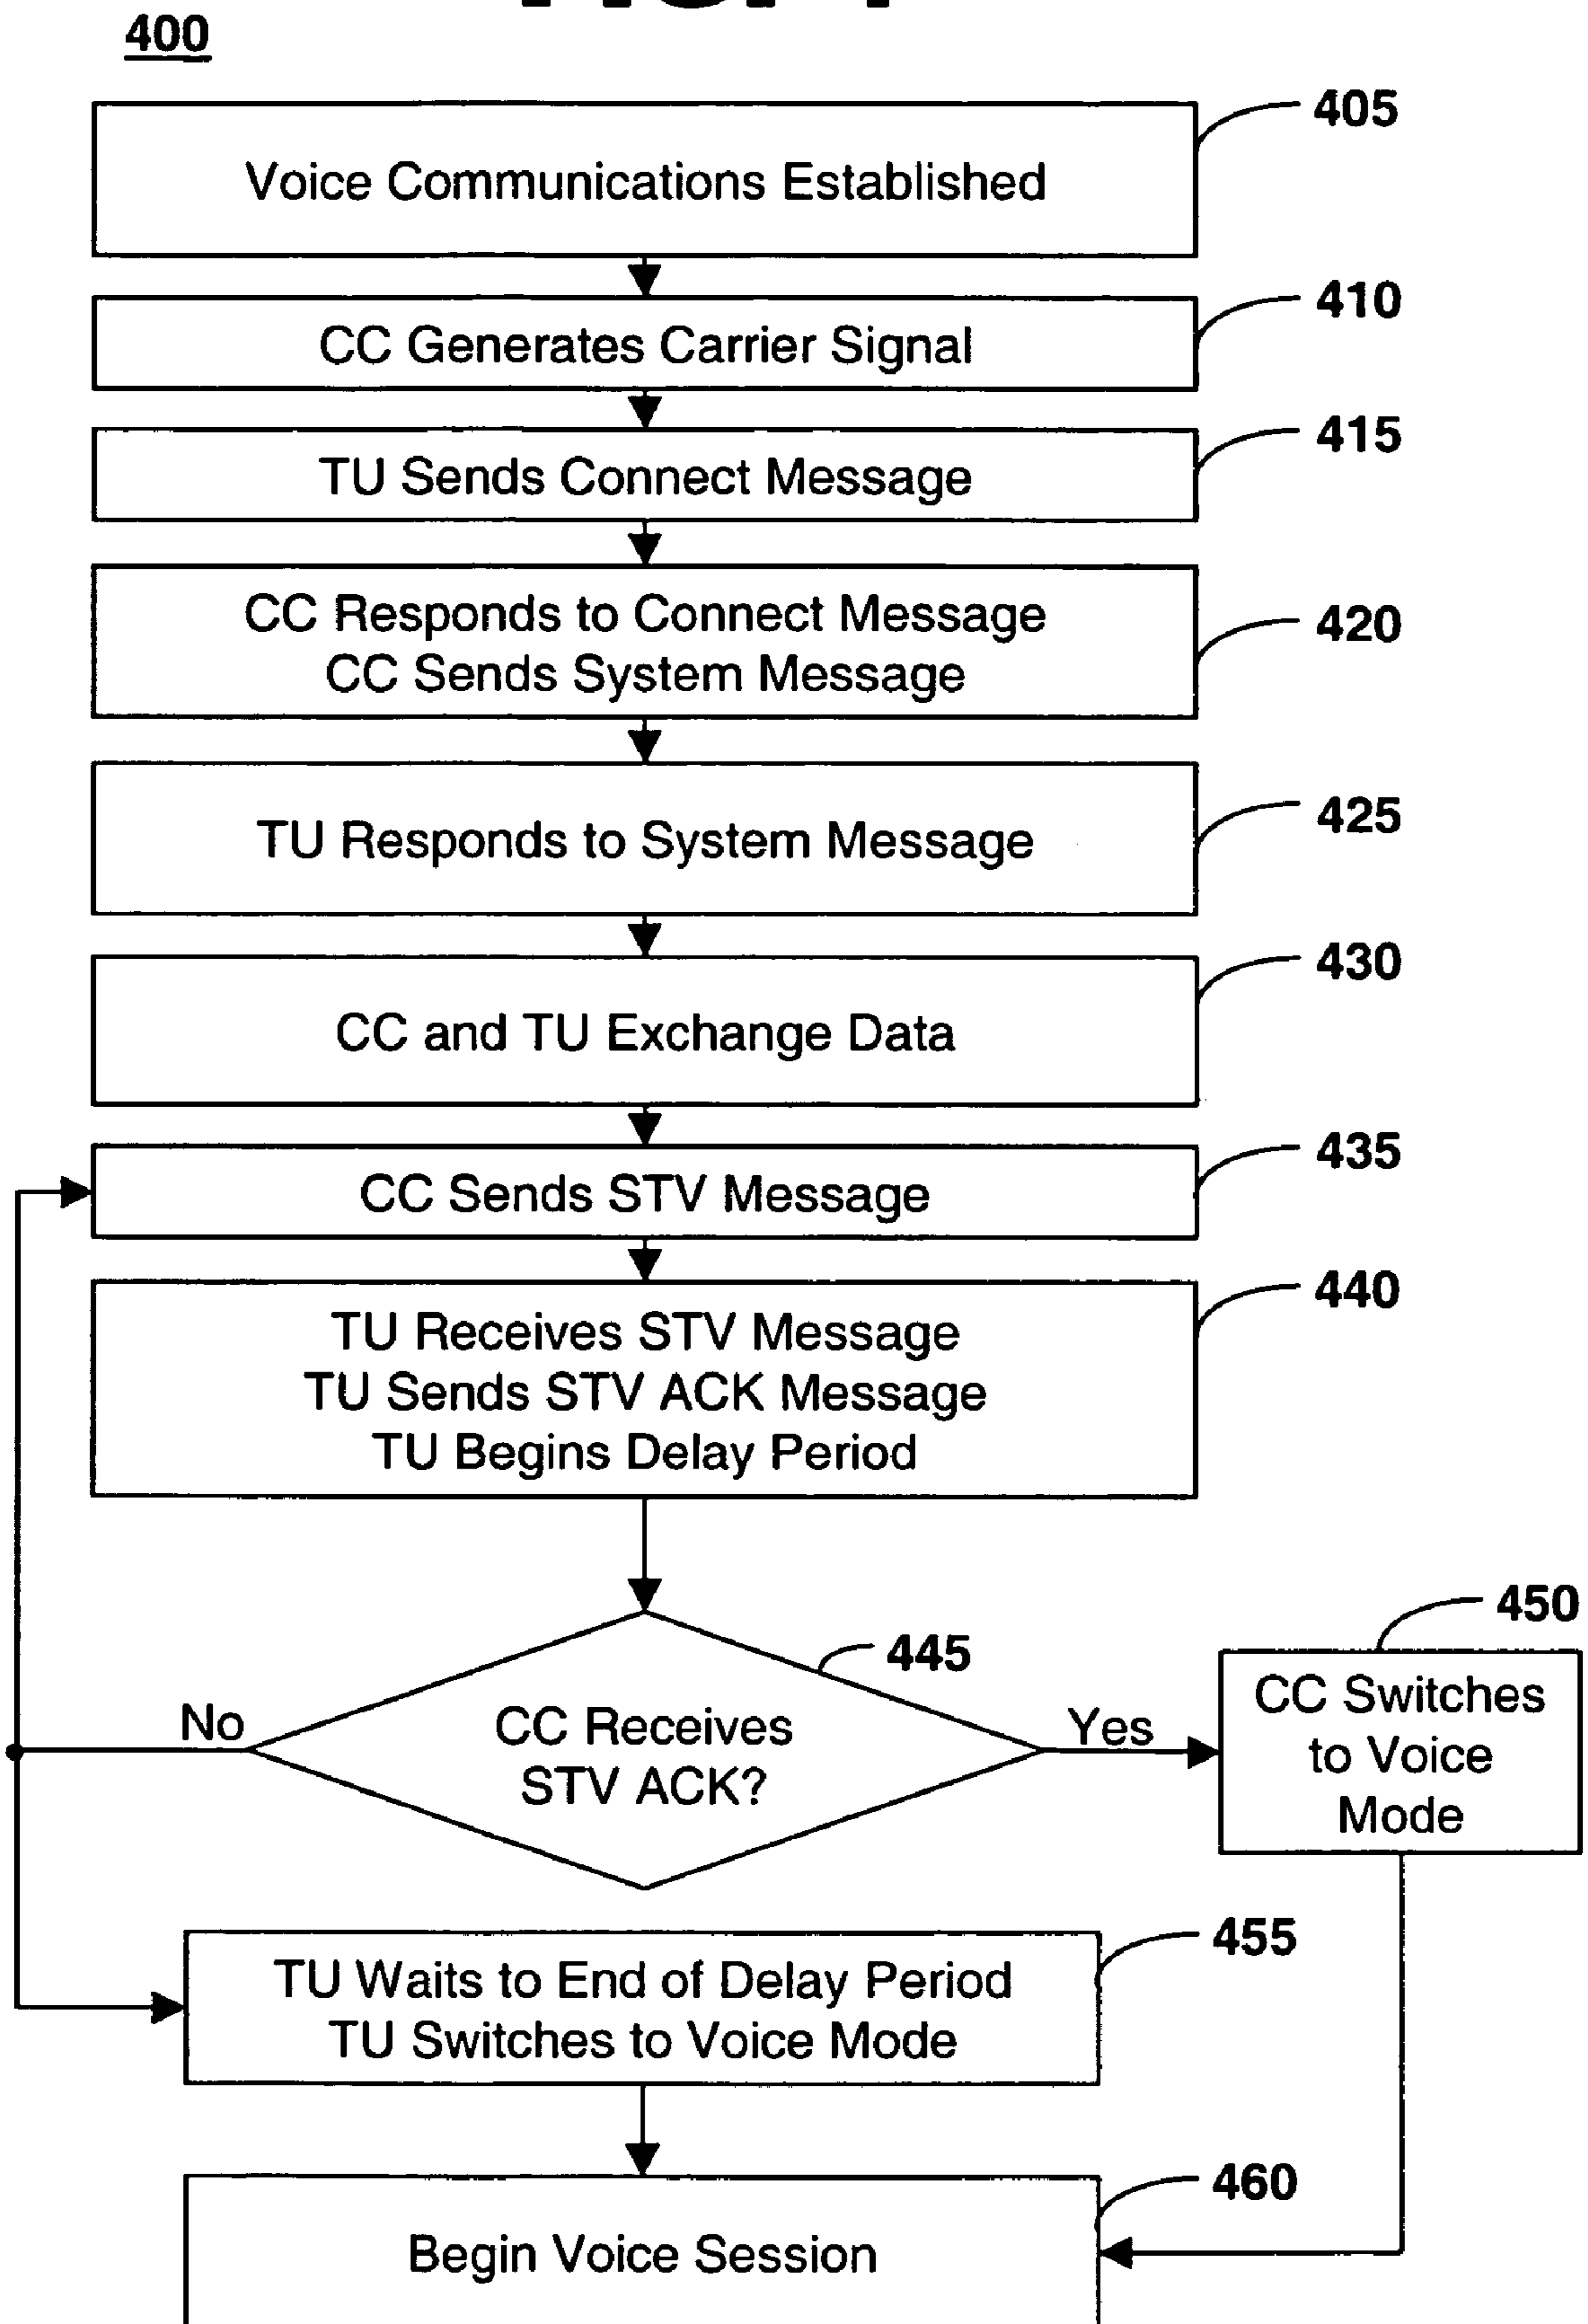 400
405
Voice Communications Established
410
CC Generates Carrier Signal
415
TU Sends Connect Message
420
CC Responds to Connect Message
CC Sends System Message
425
TU Responds to System Message
430
CC and TU Exchange Data
435
CC Sends STV Message
440
TU Receives STV Message
TU Sends STV ACK Message
TU Begins Delay Period
445
CC Receives
STV ACK?
No
Yes
450
CC Switches
to Voice
Mode
455
TU Waits to End of Delay Period
TU Switches to Voice Mode
460
Begin Voice Session